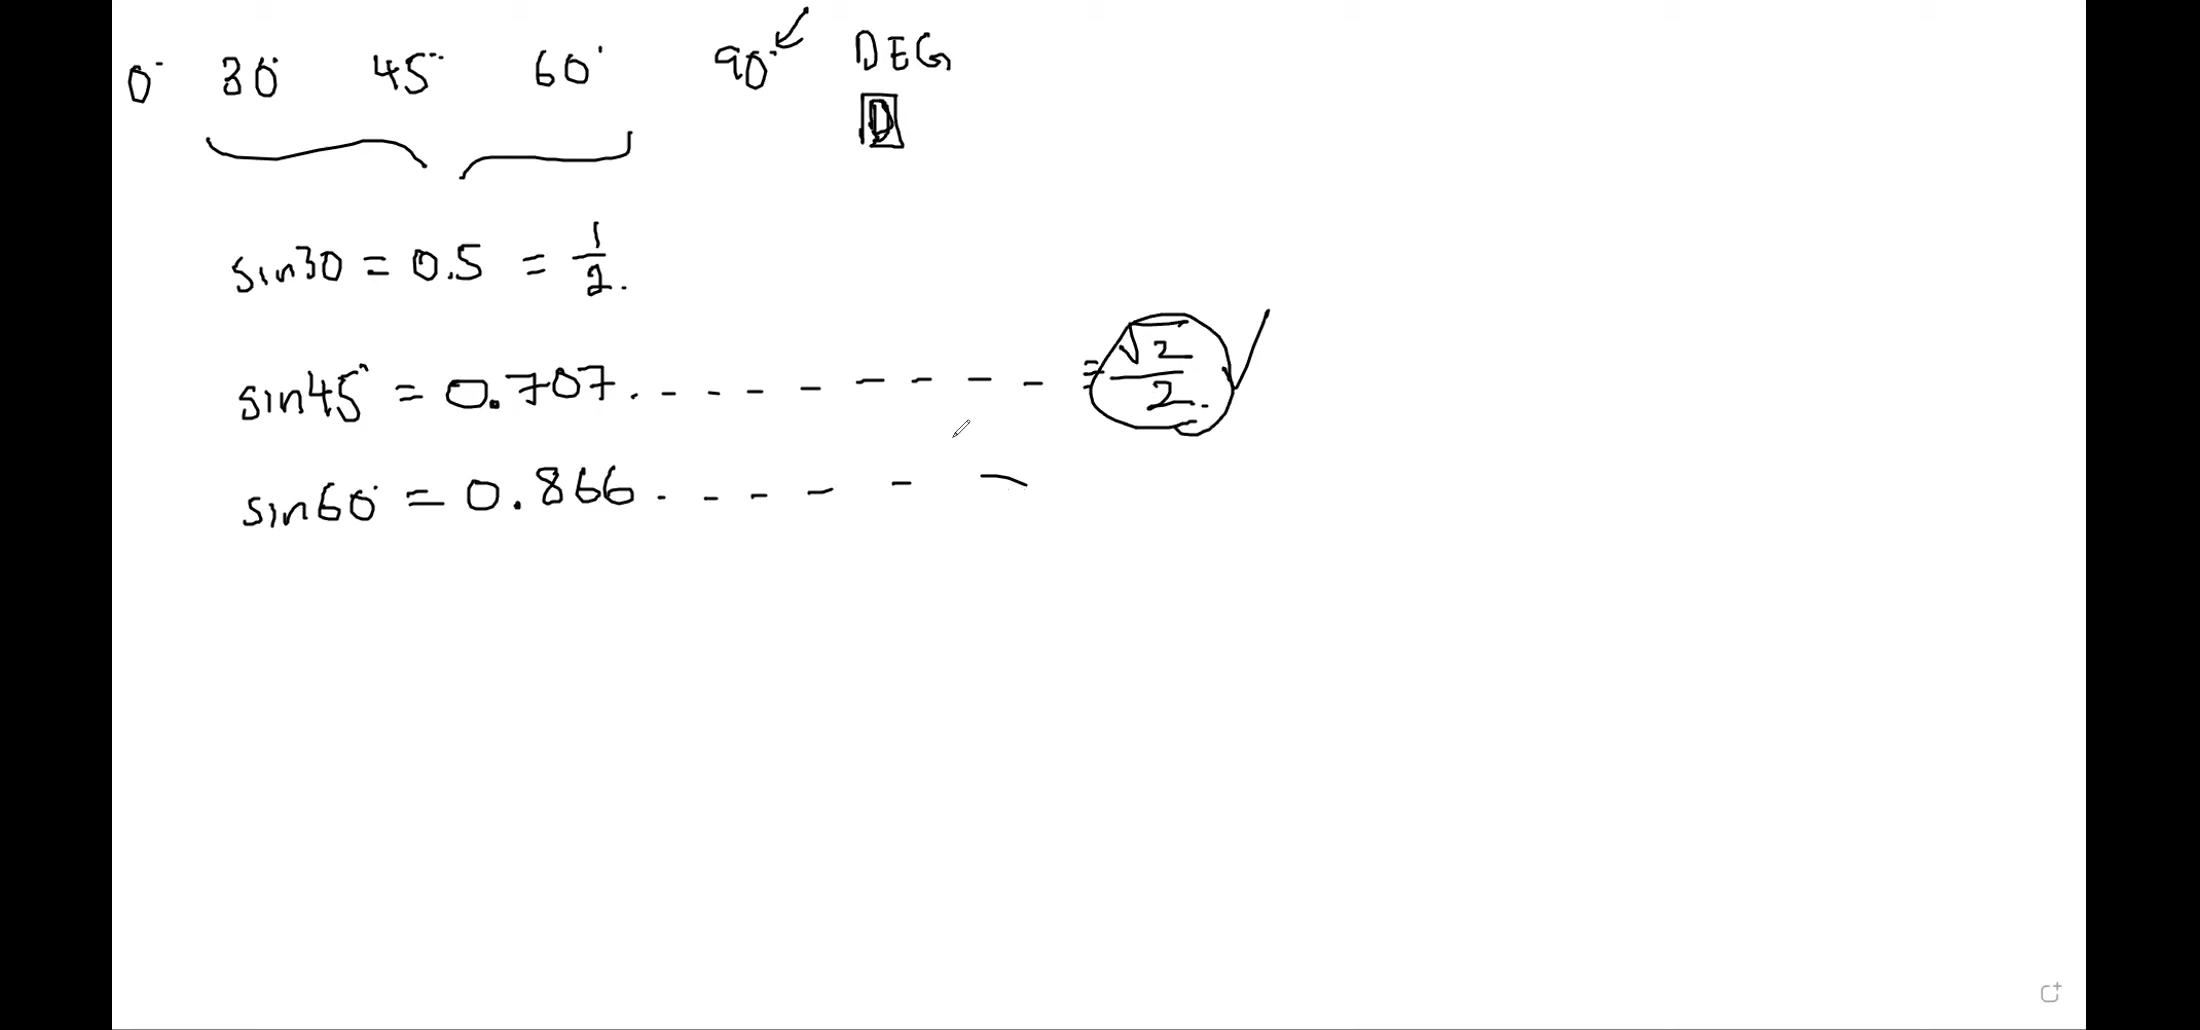 0° 30° 45° 60° 90° DEG
D
sin30 = 0.5 = 1/2.
sin45° = 0.707. - - - - - - - - = √2/2.
sin60° = 0.866. - - - - -